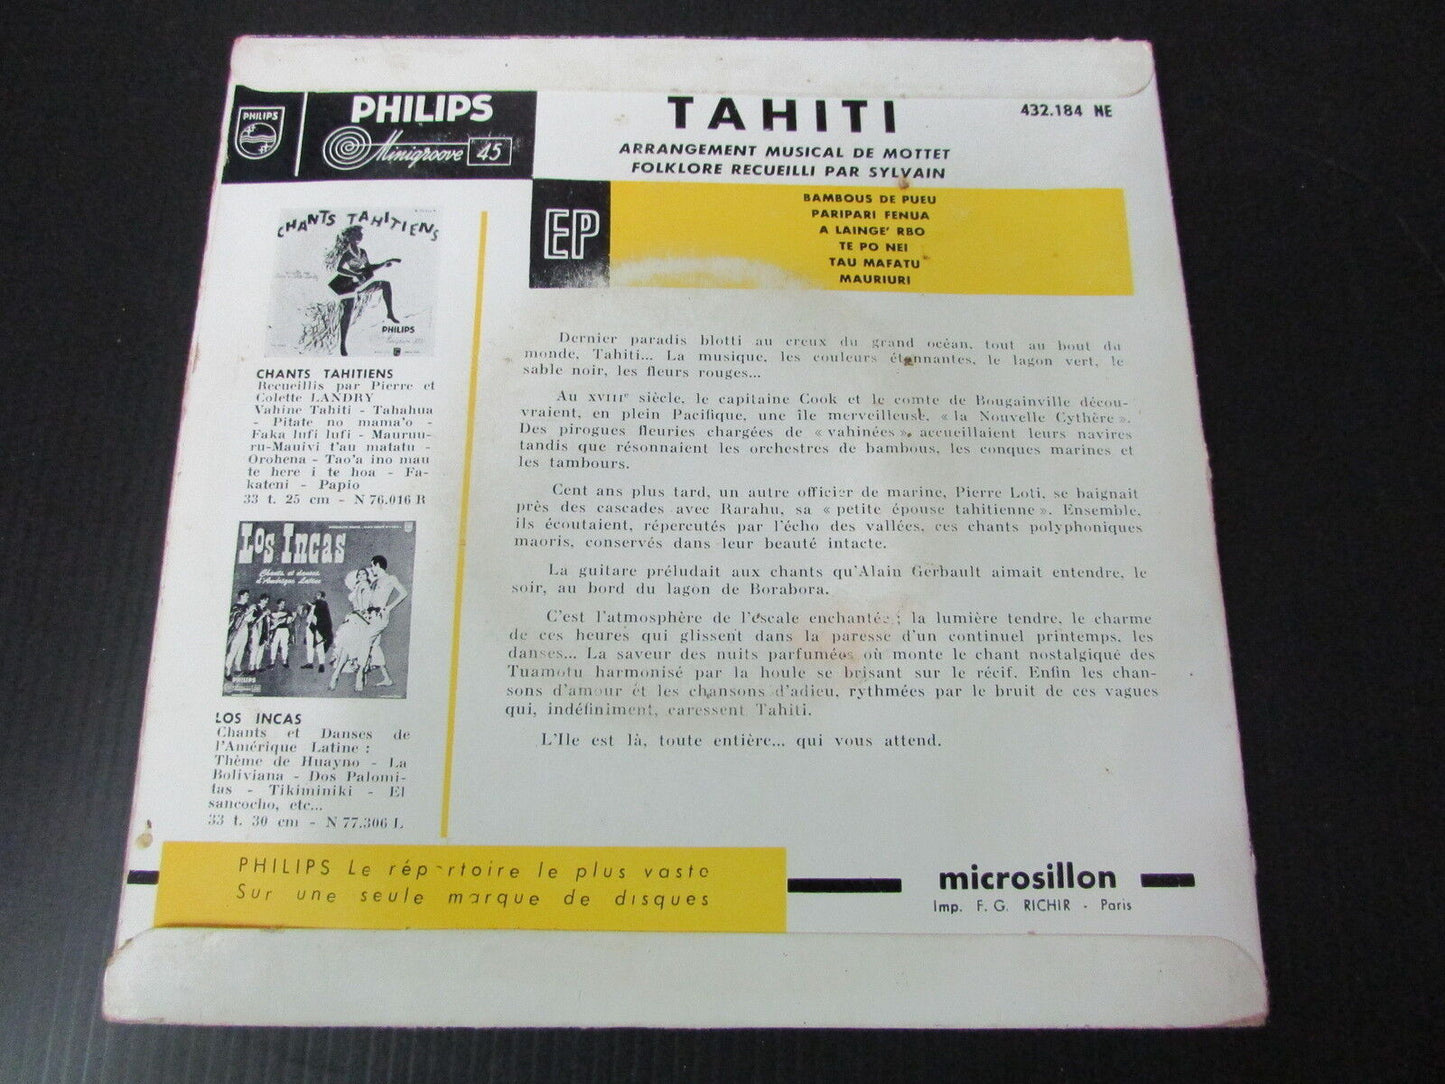 PHILIPS
PHILIPS
Minigroove 45
TAHITI
432.184 NE
ARRANGEMENT MUSICAL DE MOTTET
FOLKLORE RECUEILLI PAR SYLVAIN
EP
BAMBOUS DE PUEU
PARIPARI FENUA
A LAINGE' RBO
TE PO NEI
TAU MAFATU
MAURIURI
CHANTS TAHITIENS
PHILIPS
CHANTS TAHITIENS
Recueillis par Pierre et
Colette LANDRY
Vahine Tahiti - Tahahua
- Pitate no mama'o -
Faka lufi lufi - Mauruu-
ru-Mauivi t'au matatu -
Orohena - Tao'a ino mau
te here i te hoa - Fa-
kateni - Papio
33 t. 25 cm - N 76.016 R
Los Incas
Chants et danses
d'Amérique Latine
PHILIPS
LOS INCAS
Chants et Danses de
l'Amérique Latine :
Thème de Huayno - La
Boliviana - Dos Palomi-
tas - Tikiminiki - El
sancocho, etc...
33 t. 30 cm - N 77.306 L
Dernier paradis blotti au creux du grand océan, tout au bout du
monde, Tahiti... La musique, les couleurs étonnantes, le lagon vert, le
sable noir, les fleurs rouges...
Au XVIIIe siècle, le capitaine Cook et le comte de Bougainville décou-
vraient, en plein Pacifique, une île merveilleuse, « la Nouvelle Cythère ».
Des pirogues fleuries chargées de « vahinées », accueillaient leurs navires
tandis que résonnaient les orchestres de bambous, les conques marines et
les tambours.
Cent ans plus tard, un autre officier de marine, Pierre Loti, se baignait
près des cascades avec Rarahu, sa « petite épouse tahitienne ». Ensemble,
ils écoutaient, répercutés par l'écho des vallées, ces chants polyphoniques
maoris, conservés dans leur beauté intacte.
La guitare préludait aux chants qu'Alain Gerbault aimait entendre, le
soir, au bord du lagon de Borabora.
C'est l'atmosphère de l'escale enchantée ; la lumière tendre, le charme
de ces heures qui glissent dans la paresse d'un continuel printemps, les
danses... La saveur des nuits parfumées où monte le chant nostalgique des
Tuamotu harmonisé par la houle se brisant sur le récif. Enfin les chan-
sons d'amour et les chansons d'adieu, rythmées par le bruit de ces vagues
qui, indéfiniment, caressent Tahiti.
L'Ile est là, toute entière... qui vous attend.
PHILIPS Le répertoire le plus vaste
Sur une seule marque de disques
microsillon
Imp. F. G. RICHIR - Paris